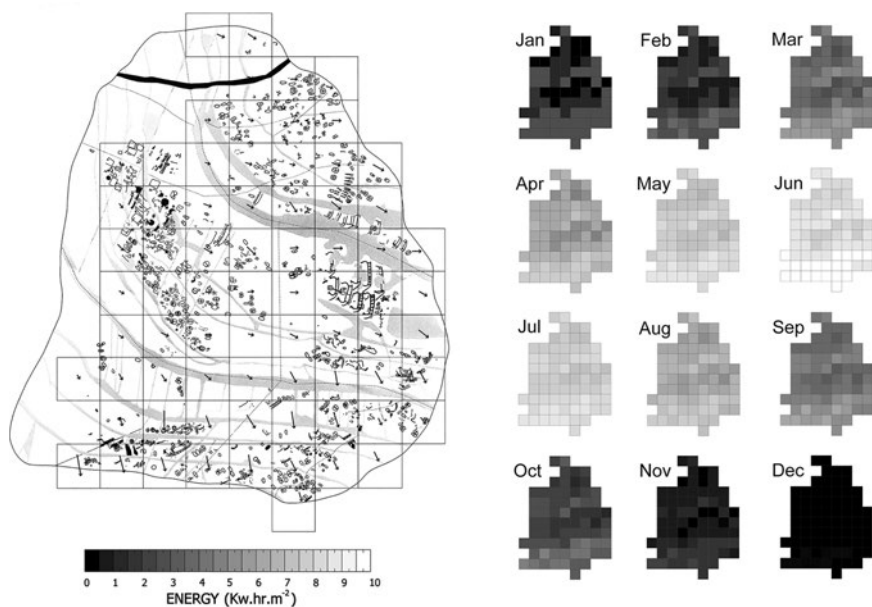 Jan Feb Mar
Apr May Jun
Jul Aug Sep
Oct Nov Dec
0 1 2 3 4 5 6 7 8 9 10
ENERGY (Kw.hr.m-2)